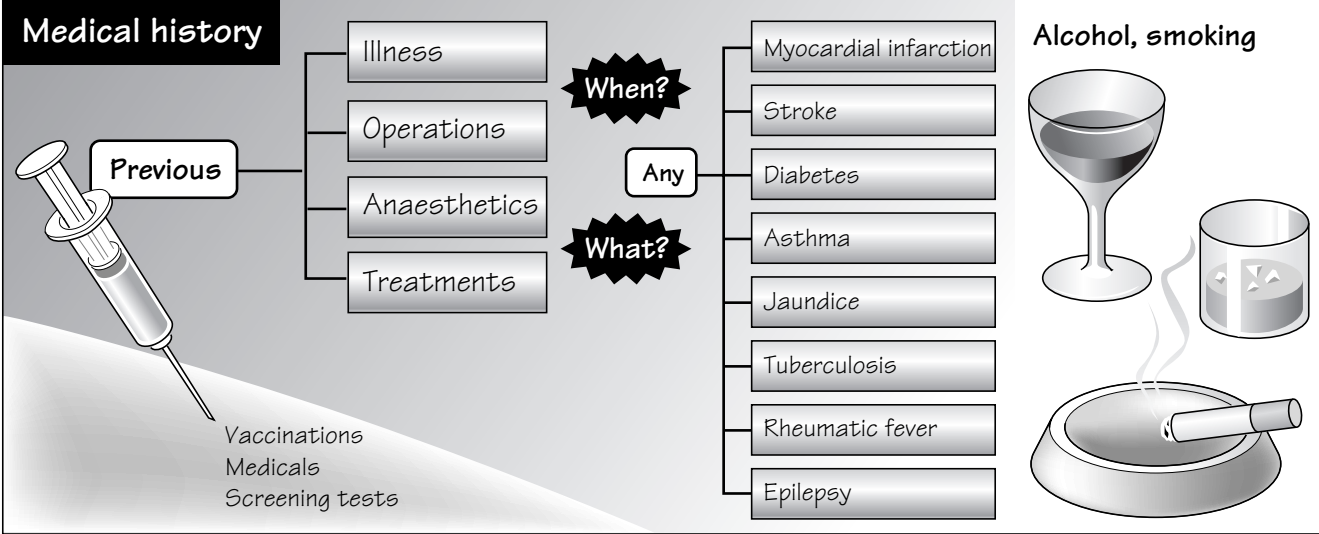 Medical history
Previous
Illness
Operations
Anaesthetics
Treatments
When?
What?
Any
Myocardial infarction
Stroke
Diabetes
Asthma
Jaundice
Tuberculosis
Rheumatic fever
Epilepsy
Alcohol, smoking
Vaccinations
Medicals
Screening tests